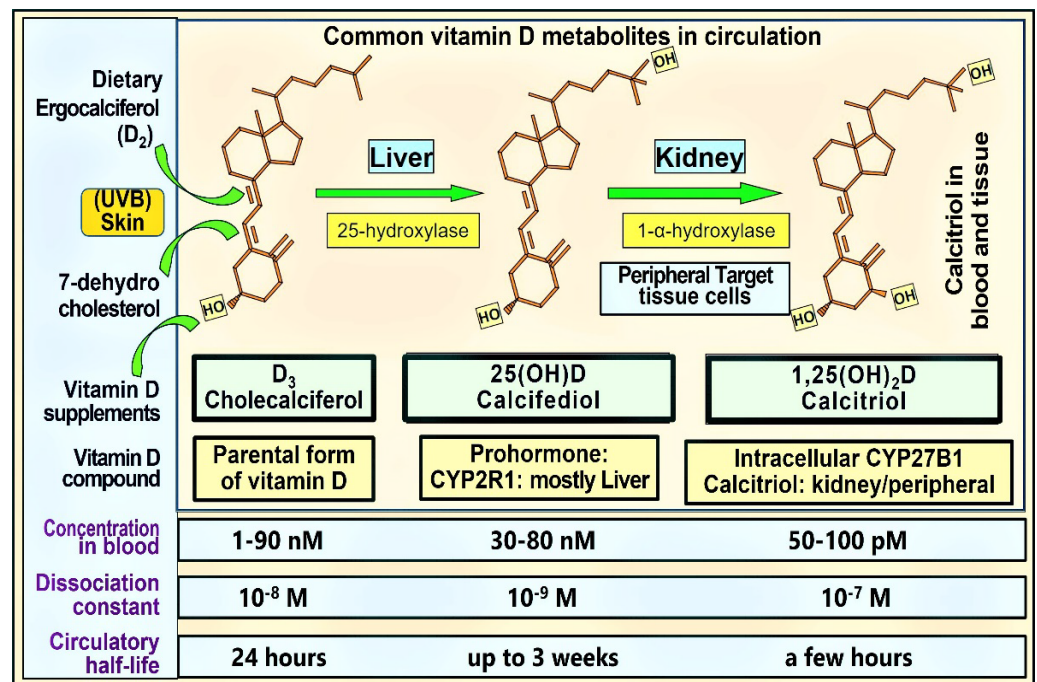 Common vitamin D metabolites in circulation
Dietary
Ergocalciferol
(D₂)
(UVB)
Skin
7-dehydro
cholesterol
Vitamin D
supplements
HO
Liver
25-hydroxylase
OH
HO
Kidney
1-α-hydroxylase
Peripheral Target
tissue cells
OH
HO
OH
Calcitriol in
blood and tissue
D₃
Cholecalciferol
25(OH)D
Calcifediol
1,25(OH)₂D
Calcitriol
Vitamin D
compound
Parental form
of vitamin D
Prohormone:
CYP2R1: mostly Liver
Intracellular CYP27B1
Calcitriol: kidney/peripheral
Concentration
in blood
1-90 nM
30-80 nM
50-100 pM
Dissociation
constant
10⁻⁸ M
10⁻⁹ M
10⁻⁷ M
Circulatory
half-life
24 hours
up to 3 weeks
a few hours